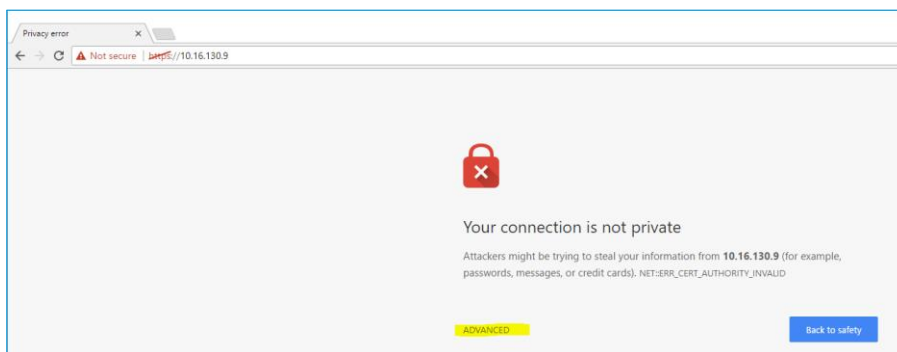 Privacy error
Not secure | https://10.16.130.9
Your connection is not private
Attackers might be trying to steal your information from 10.16.130.9 (for example,
passwords, messages, or credit cards). NET::ERR_CERT_AUTHORITY_INVALID
ADVANCED
Back to safety